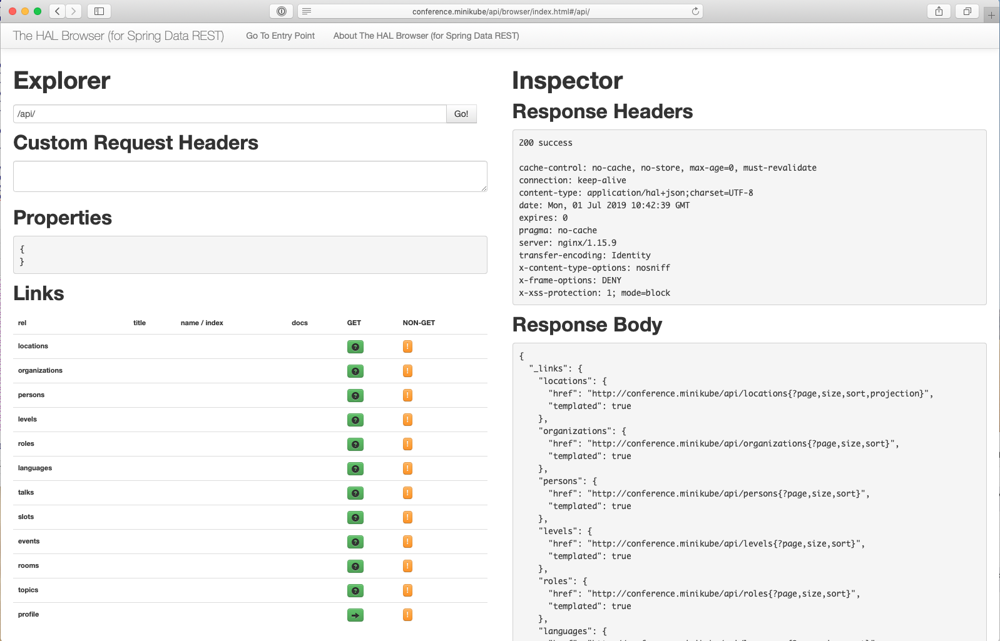 conference.minikube/api/browser/index.html#/api/
The HAL Browser (for Spring Data REST) Go To Entry Point About The HAL Browser (for Spring Data REST)
Explorer
/api/ Go!
Custom Request Headers
Properties
{
}
Links
rel title name / index docs GET NON-GET
locations ? !
organizations ? !
persons ? !
levels ? !
roles ? !
languages ? !
talks ? !
slots ? !
events ? !
rooms ? !
topics ? !
profile !
Inspector
Response Headers
200 success
cache-control: no-cache, no-store, max-age=0, must-revalidate
connection: keep-alive
content-type: application/hal+json;charset=UTF-8
date: Mon, 01 Jul 2019 10:42:39 GMT
expires: 0
pragma: no-cache
server: nginx/1.15.9
transfer-encoding: Identity
x-content-type-options: nosniff
x-frame-options: DENY
x-xss-protection: 1; mode=block
Response Body
{
"_links": {
"locations": {
"href": "http://conference.minikube/api/locations{?page,size,sort,projection}",
"templated": true
},
"organizations": {
"href": "http://conference.minikube/api/organizations{?page,size,sort}",
"templated": true
},
"persons": {
"href": "http://conference.minikube/api/persons{?page,size,sort}",
"templated": true
},
"levels": {
"href": "http://conference.minikube/api/levels{?page,size,sort}",
"templated": true
},
"roles": {
"href": "http://conference.minikube/api/roles{?page,size,sort}",
"templated": true
},
"languages": {